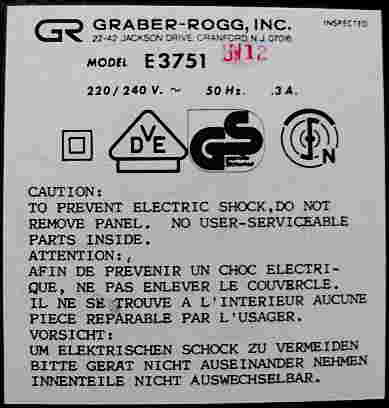 GR GRABER-ROGG, INC. INSPECTED
22-42 JACKSON DRIVE, CRANFORD, N.J. 07016
MODEL E3751 JV12
220/240 V. ~ 50 Hz. .3A.
DVE GS S N
CAUTION:
TO PREVENT ELECTRIC SHOCK,DO NOT
REMOVE PANEL. NO USER-SERVICEABLE
PARTS INSIDE.
ATTENTION:,
AFIN DE PREVENIR UN CHOC ELECTRI-
QUE, NE PAS ENLEVER LE COUVERCLE.
IL NE SE TROUVE A L'INTERIEUR AUCUNE
PIECE REPARABLE PAR L'USAGER.
VORSICHT:
UM ELEKTRISCHEN SCHOCK ZU VERMEIDEN
BITTE GERAT NICHT AUSEINANDER NEHMEN
INNENTEILE NICHT AUSWECHSELBAR.